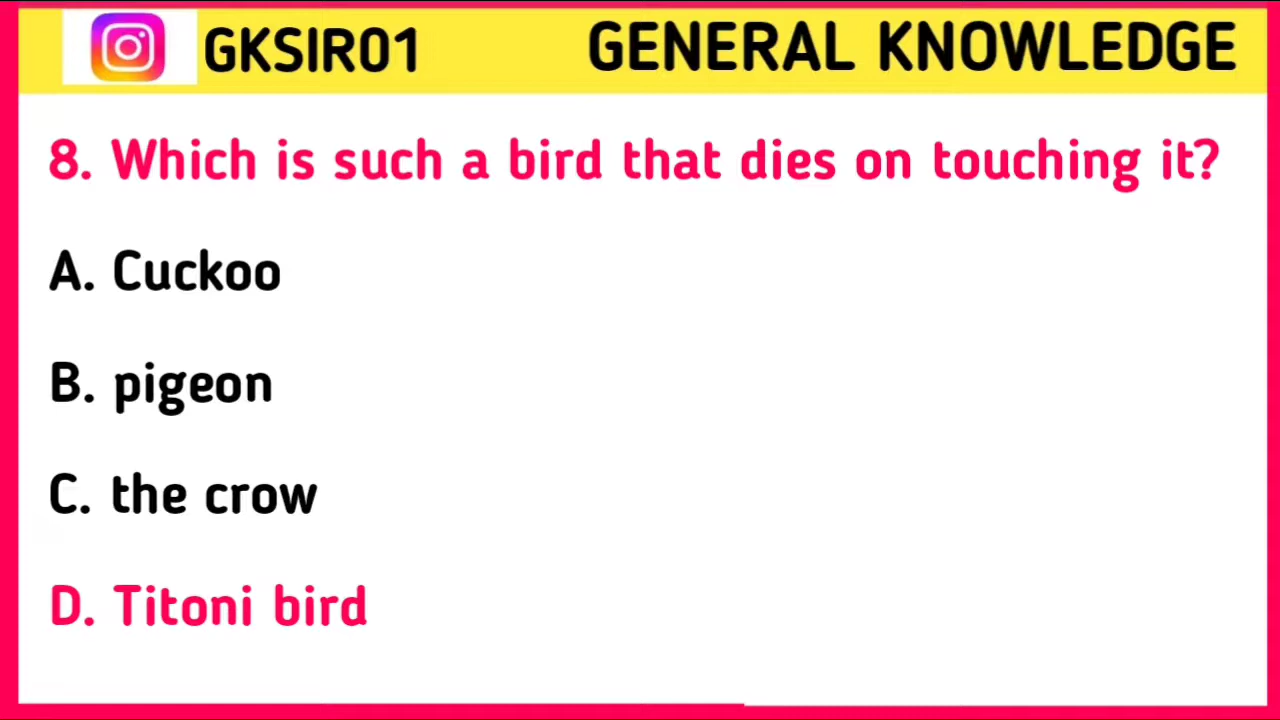 GKSIR01 GENERAL KNOWLEDGE
8. Which is such a bird that dies on touching it?
A. Cuckoo
B. pigeon
C. the crow
D. Titoni bird